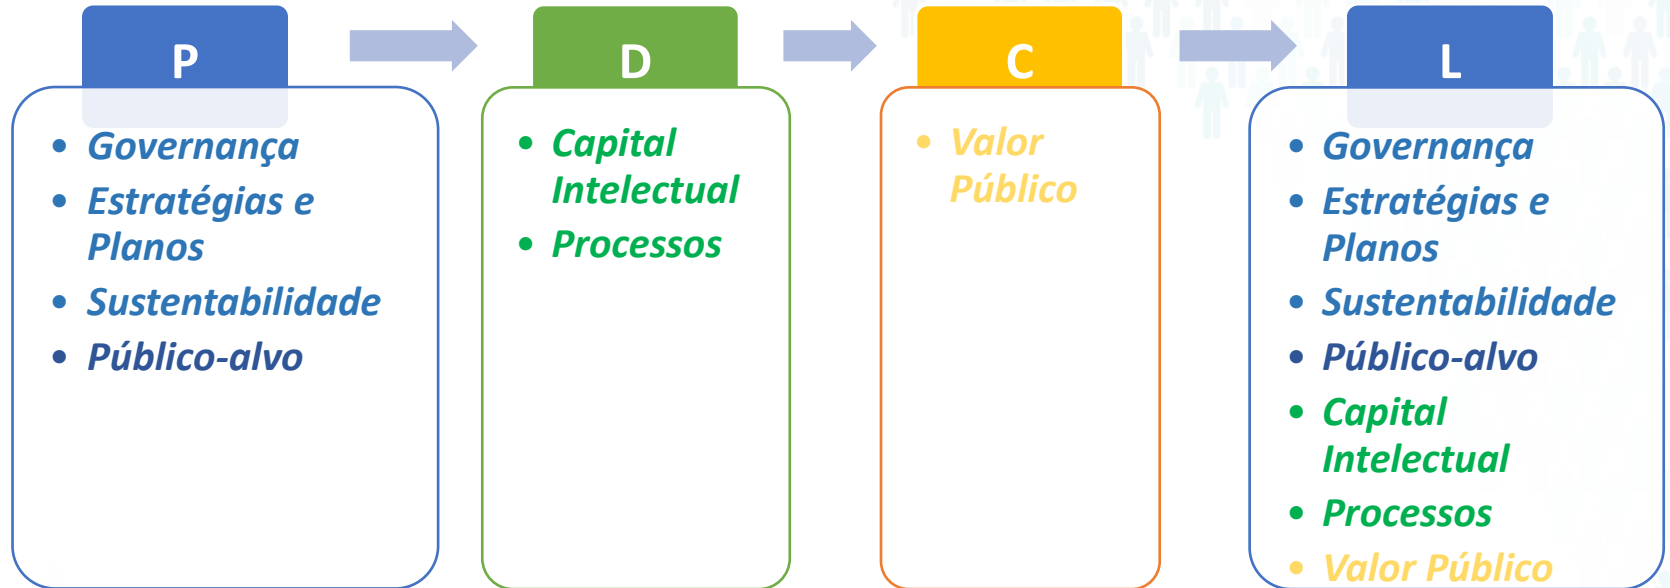 P
• Governança
• Estratégias e
Planos
• Sustentabilidade
• Público-alvo
D
• Capital
Intelectual
• Processos
C
• Valor
Público
L
• Governança
• Estratégias e
Planos
• Sustentabilidade
• Público-alvo
• Capital
Intelectual
• Processos
• Valor Público